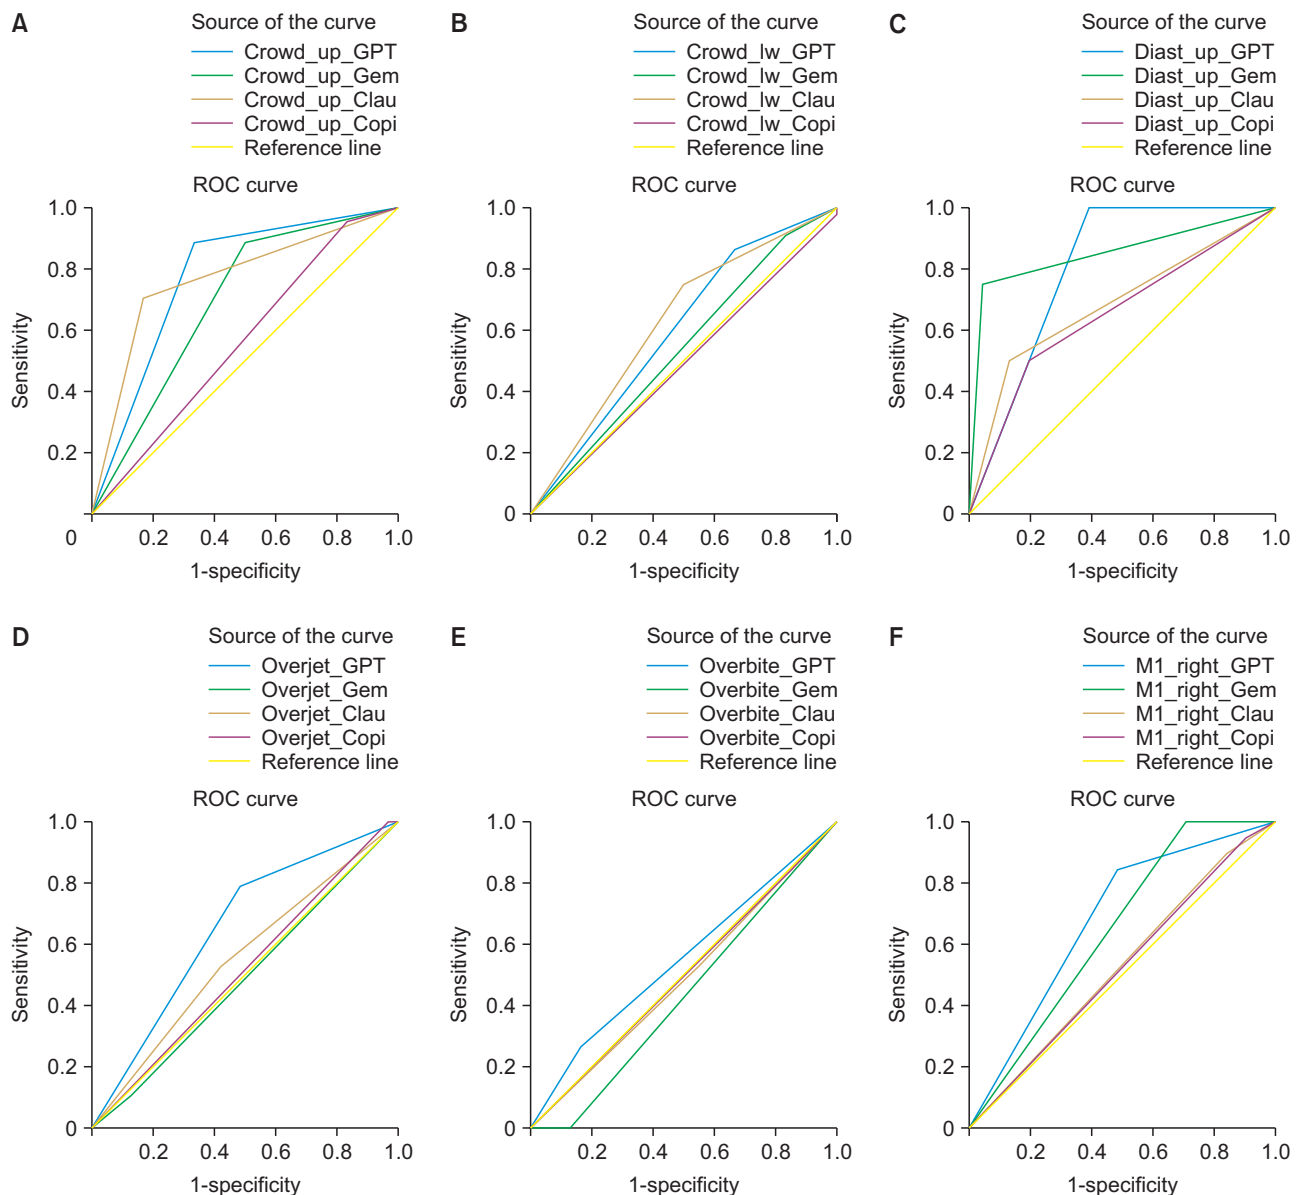 A
Source of the curve
Crowd_up_GPT
Crowd_up_Gem
Crowd_up_Clau
Crowd_up_Copi
Reference line
ROC curve
1.0
0.8
0.6
0.4
0.2
0
Sensitivity
0.2 0.4 0.6 0.8 1.0
1-specificity
B
Source of the curve
Crowd_lw_GPT
Crowd_lw_Gem
Crowd_lw_Clau
Crowd_lw_Copi
Reference line
ROC curve
1.0
0.8
0.6
0.4
0.2
0
Sensitivity
0.2 0.4 0.6 0.8 1.0
1-specificity
C
Source of the curve
Diast_up_GPT
Diast_up_Gem
Diast_up_Clau
Diast_up_Copi
Reference line
ROC curve
1.0
0.8
0.6
0.4
0.2
0
Sensitivity
0.2 0.4 0.6 0.8 1.0
1-specificity
D
Source of the curve
Overjet_GPT
Overjet_Gem
Overjet_Clau
Overjet_Copi
Reference line
ROC curve
1.0
0.8
0.6
0.4
0.2
0
Sensitivity
0.2 0.4 0.6 0.8 1.0
1-specificity
E
Source of the curve
Overbite_GPT
Overbite_Gem
Overbite_Clau
Overbite_Copi
Reference line
ROC curve
1.0
0.8
0.6
0.4
0.2
0
Sensitivity
0.2 0.4 0.6 0.8 1.0
1-specificity
F
Source of the curve
M1_right_GPT
M1_right_Gem
M1_right_Clau
M1_right_Copi
Reference line
ROC curve
1.0
0.8
0.6
0.4
0.2
0
Sensitivity
0.2 0.4 0.6 0.8 1.0
1-specificity